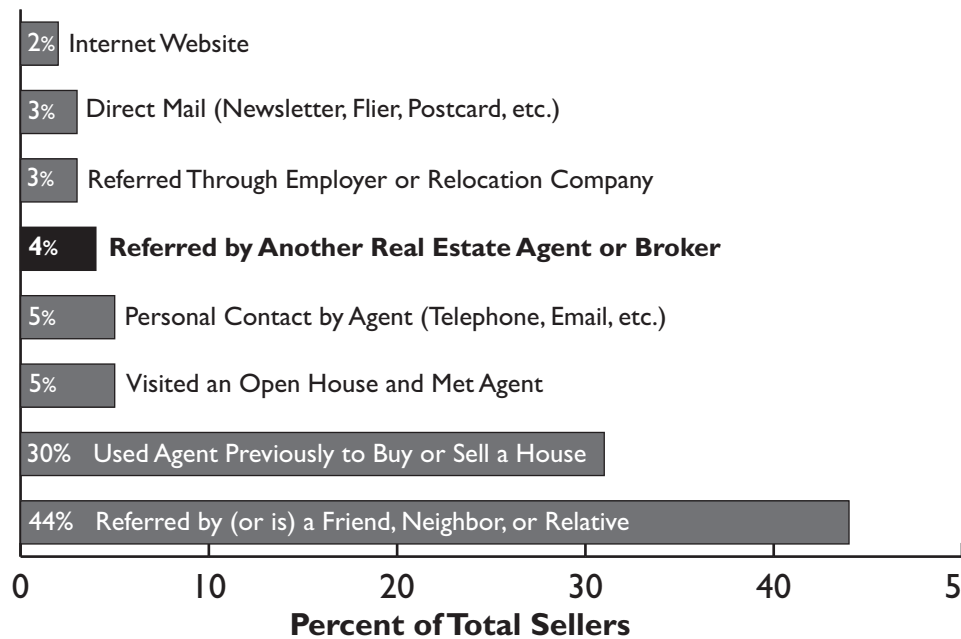 2% Internet Website
3% Direct Mail (Newsletter, Flier, Postcard, etc.)
3% Referred Through Employer or Relocation Company
4% Referred by Another Real Estate Agent or Broker
5% Personal Contact by Agent (Telephone, Email, etc.)
5% Visited an Open House and Met Agent
30% Used Agent Previously to Buy or Sell a House
44% Referred by (or is) a Friend, Neighbor, or Relative
0 10 20 30 40 5
Percent of Total Sellers